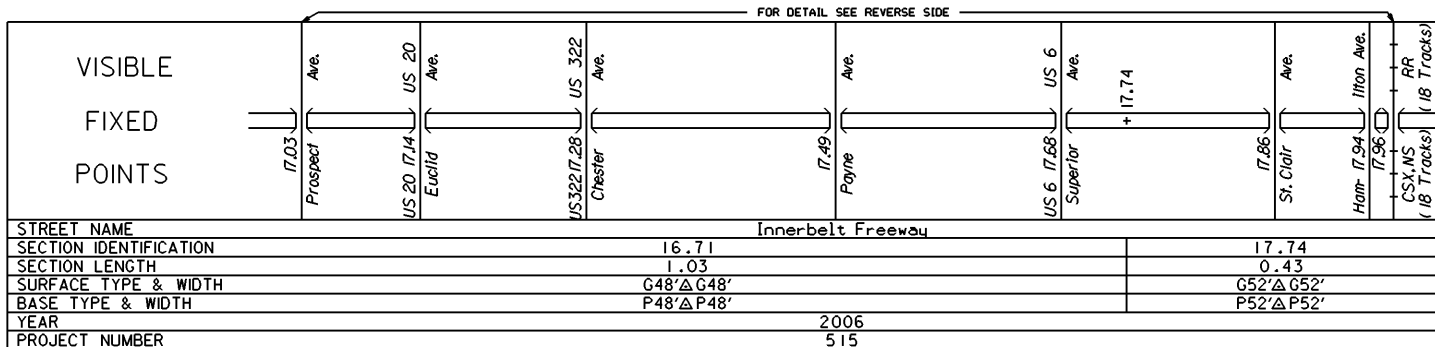 FOR DETAIL SEE REVERSE SIDE
VISIBLE
FIXED
POINTS
17.03
Prospect Ave.
US 20 17.14 US 20
Euclid Ave.
US322 17.28 US 322
Chester Ave.
17.49
Payne
US 6 17.68 US 6
Superior Ave.
+ 17.74
17.86
St. Clair Ave.
Ham- 17.94 ilton Ave.
17.96
CSX,NS RR
( 18 Tracks) ( 18 Tracks)
STREET NAME Innerbelt Freeway
SECTION IDENTIFICATION 16.71 17.74
SECTION LENGTH 1.03 0.43
SURFACE TYPE & WIDTH G48'△G48' G52'△G52'
BASE TYPE & WIDTH P48'△P48' P52'△P52'
YEAR 2006
PROJECT NUMBER 515